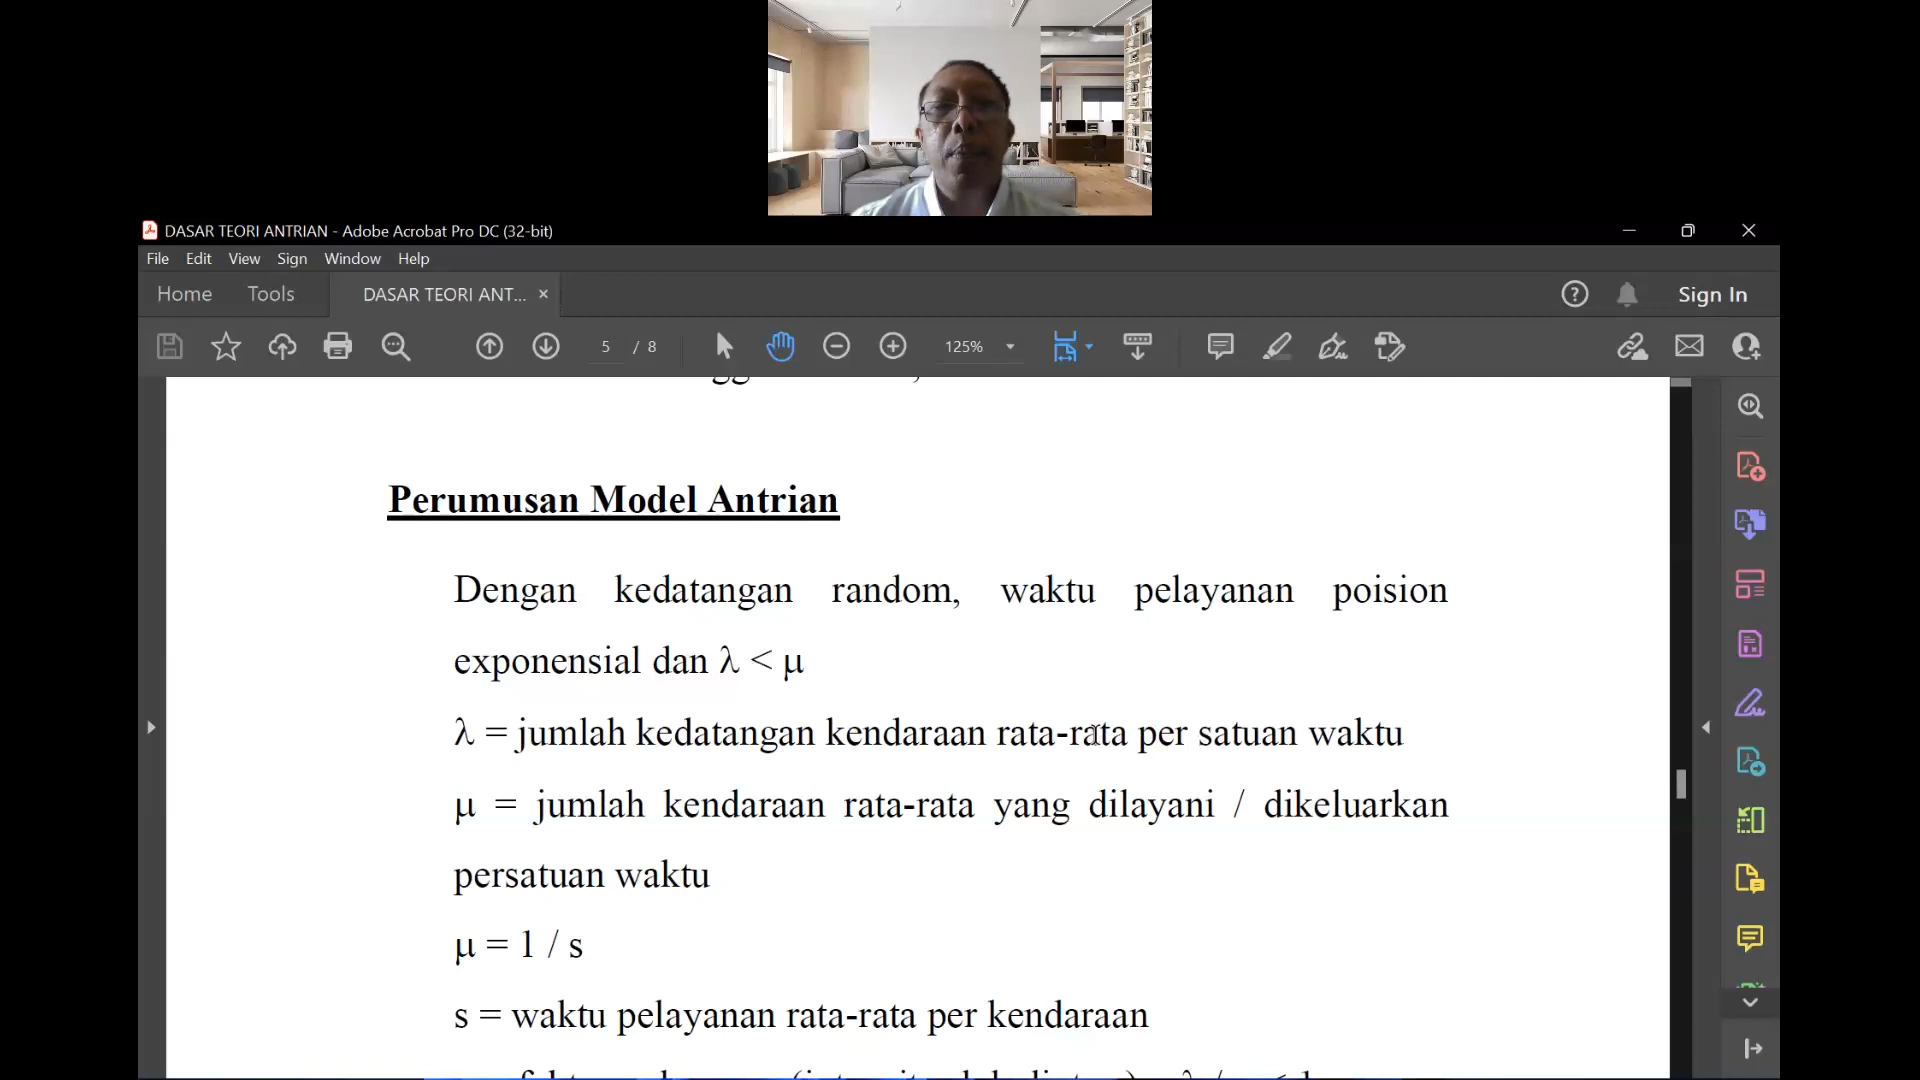 DASAR TEORI ANTRIAN - Adobe Acrobat Pro DC (32-bit)
File Edit View Sign Window Help
Home Tools DASAR TEORI ANT... × Sign In
5 / 8 125%
Perumusan Model Antrian
Dengan kedatangan random, waktu pelayanan poision
exponensial dan λ < μ
λ = jumlah kedatangan kendaraan rata-rata per satuan waktu
μ = jumlah kendaraan rata-rata yang dilayani / dikeluarkan
persatuan waktu
μ = 1 / s
s = waktu pelayanan rata-rata per kendaraan